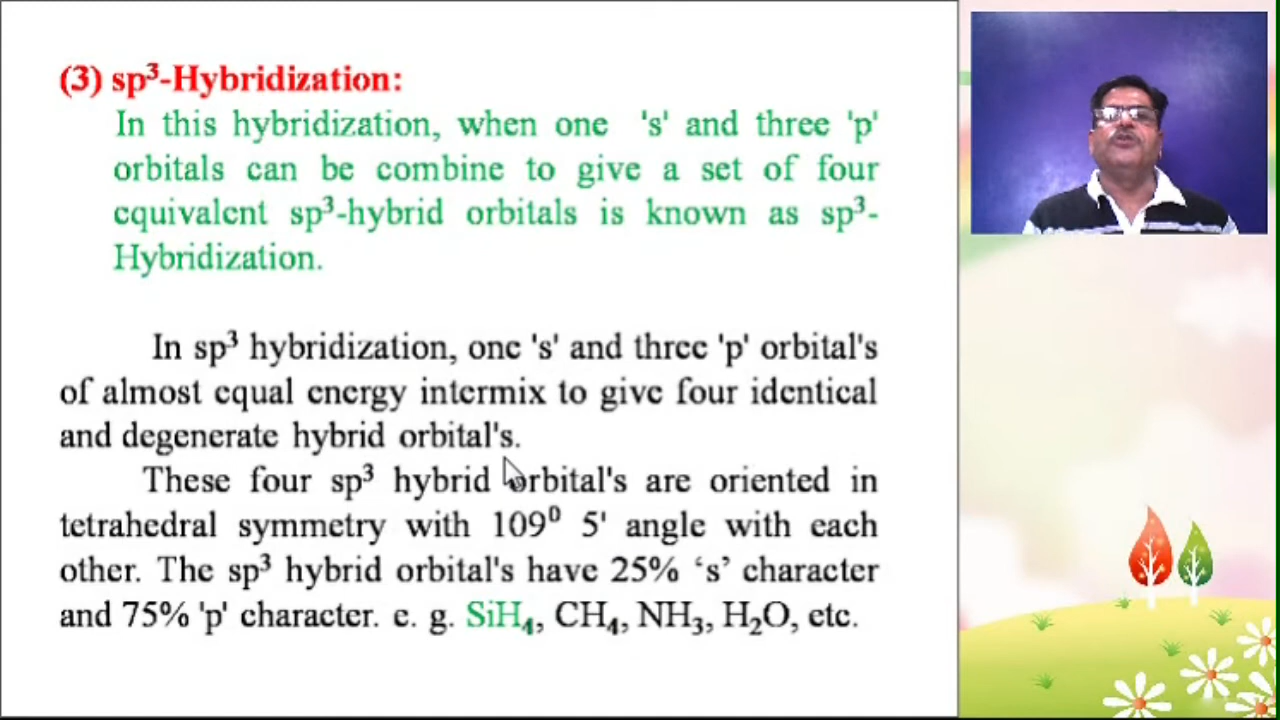 (3) sp³-Hybridization:
In this hybridization, when one 's' and three 'p'
orbitals can be combine to give a set of four
equivalent sp³-hybrid orbitals is known as sp³-
Hybridization.
In sp³ hybridization, one 's' and three 'p' orbital's
of almost equal energy intermix to give four identical
and degenerate hybrid orbital's.
These four sp³ hybrid orbital's are oriented in
tetrahedral symmetry with 109⁰ 5' angle with each
other. The sp³ hybrid orbital's have 25% ‘s’ character
and 75% 'p' character. e. g. SiH₄, CH₄, NH₃, H₂O, etc.